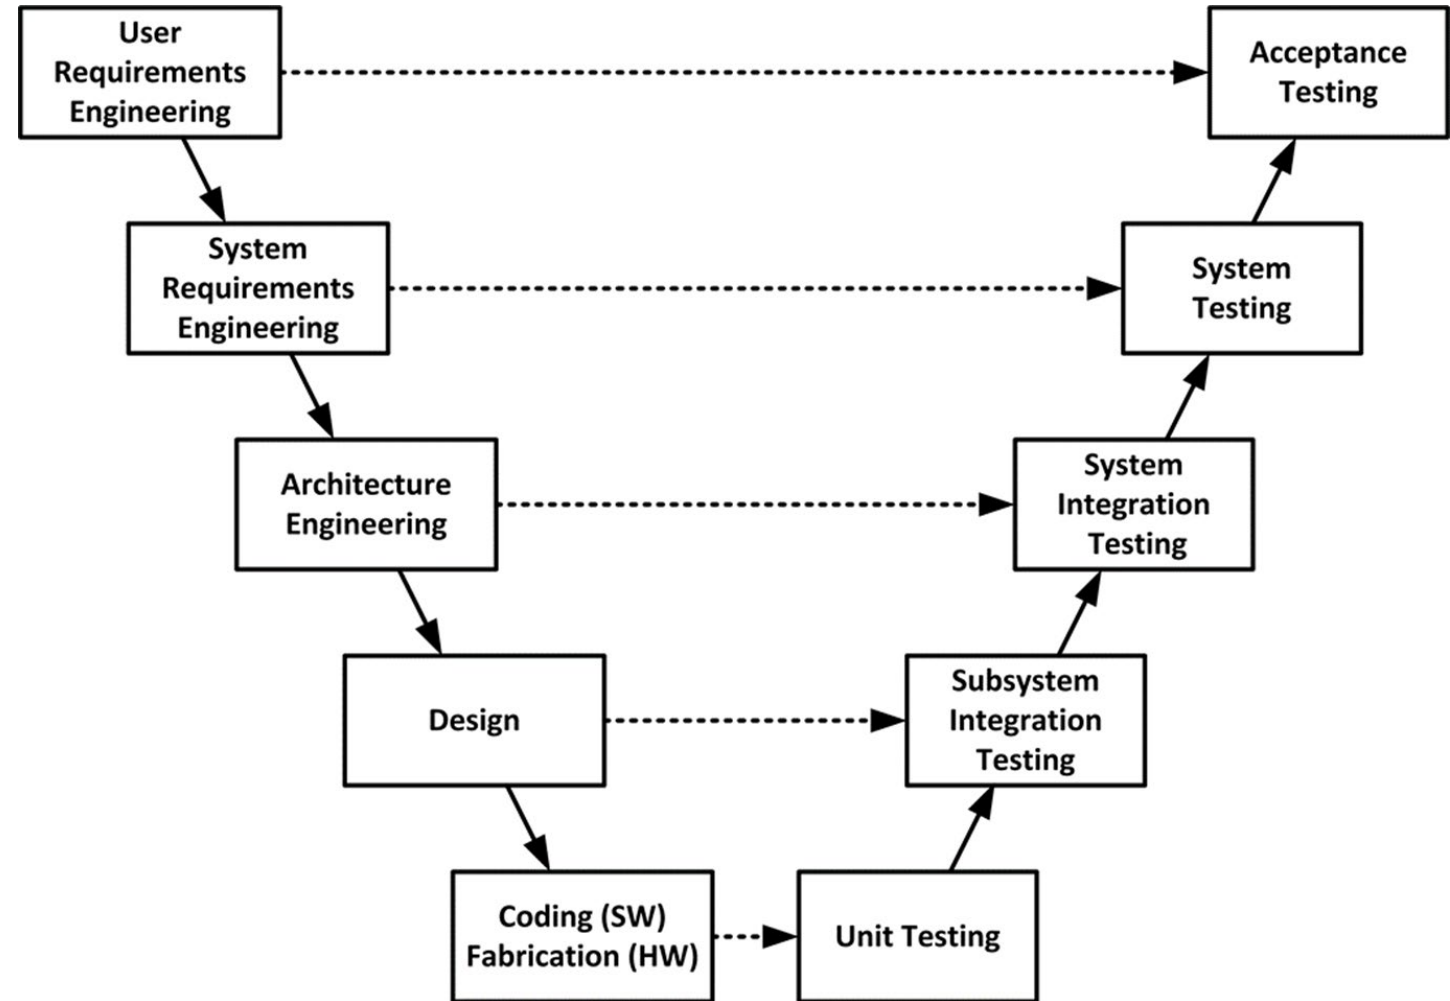 User
Requirements
Engineering
Acceptance
Testing
System
Requirements
Engineering
System
Testing
Architecture
Engineering
System
Integration
Testing
Design
Subsystem
Integration
Testing
Coding (SW)
Fabrication (HW)
Unit Testing